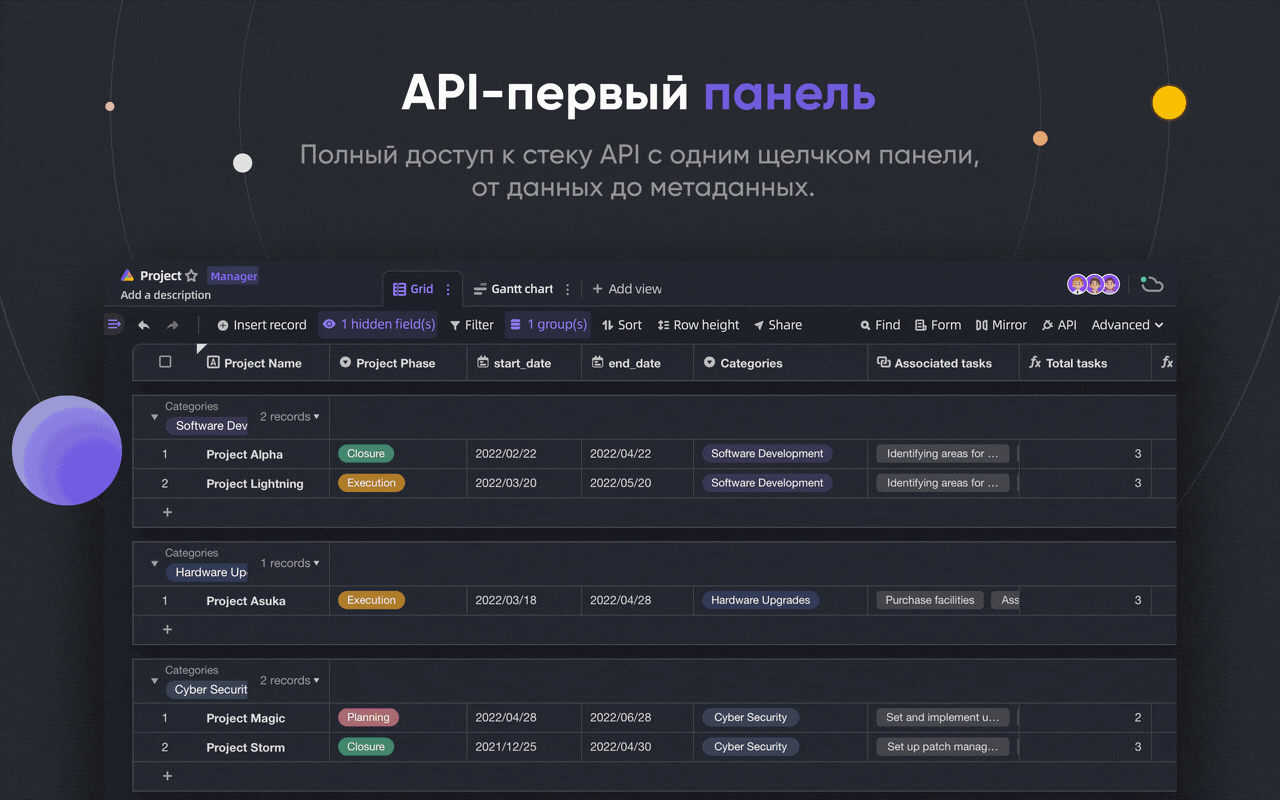 API-первый панель
Полный доступ к стеку API с одним щелчком панели,
от данных до метаданных.
Project Manager
Add a description
Grid Gantt chart + Add view
Insert record 1 hidden field(s) Filter 1 group(s) Sort Row height Share Find Form Mirror API Advanced
Project Name Project Phase start_date end_date Categories Associated tasks fx Total tasks fx
Categories
Software Dev 2 records
1 Project Alpha Closure 2022/02/22 2022/04/22 Software Development Identifying areas for ... 3
2 Project Lightning Execution 2022/03/20 2022/05/20 Software Development Identifying areas for ... 3
+
Categories
Hardware Up 1 records
1 Project Asuka Execution 2022/03/18 2022/04/28 Hardware Upgrades Purchase facilities Ass 3
+
Categories
Cyber Securit 2 records
1 Project Magic Planning 2022/04/28 2022/06/28 Cyber Security Set and implement u... 2
2 Project Storm Closure 2021/12/25 2022/04/30 Cyber Security Set up patch manag... 3
+